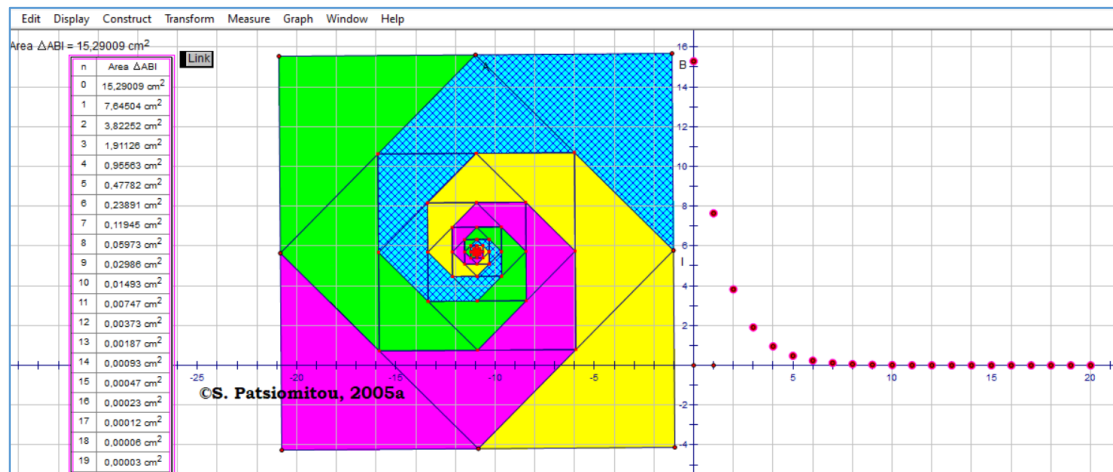 Edit Display Construct Transform Measure Graph Window Help
Area ΔABI = 15,29009 cm²
Link
n Area ΔABI
0 15,29009 cm²
1 7,64504 cm²
2 3,82252 cm²
3 1,91126 cm²
4 0,95563 cm²
5 0,47782 cm²
6 0,23891 cm²
7 0,11945 cm²
8 0,05973 cm²
9 0,02986 cm²
10 0,01493 cm²
11 0,00747 cm²
12 0,00373 cm²
13 0,00187 cm²
14 0,00093 cm²
15 0,00047 cm²
16 0,00023 cm²
17 0,00012 cm²
18 0,00006 cm²
19 0,00003 cm²
A
B
I
16
14
12
10
8
6
4
2
-2
-4
-25 -20 -15 -10 -5 5 10 15 20
©S. Patsiomitou, 2005a